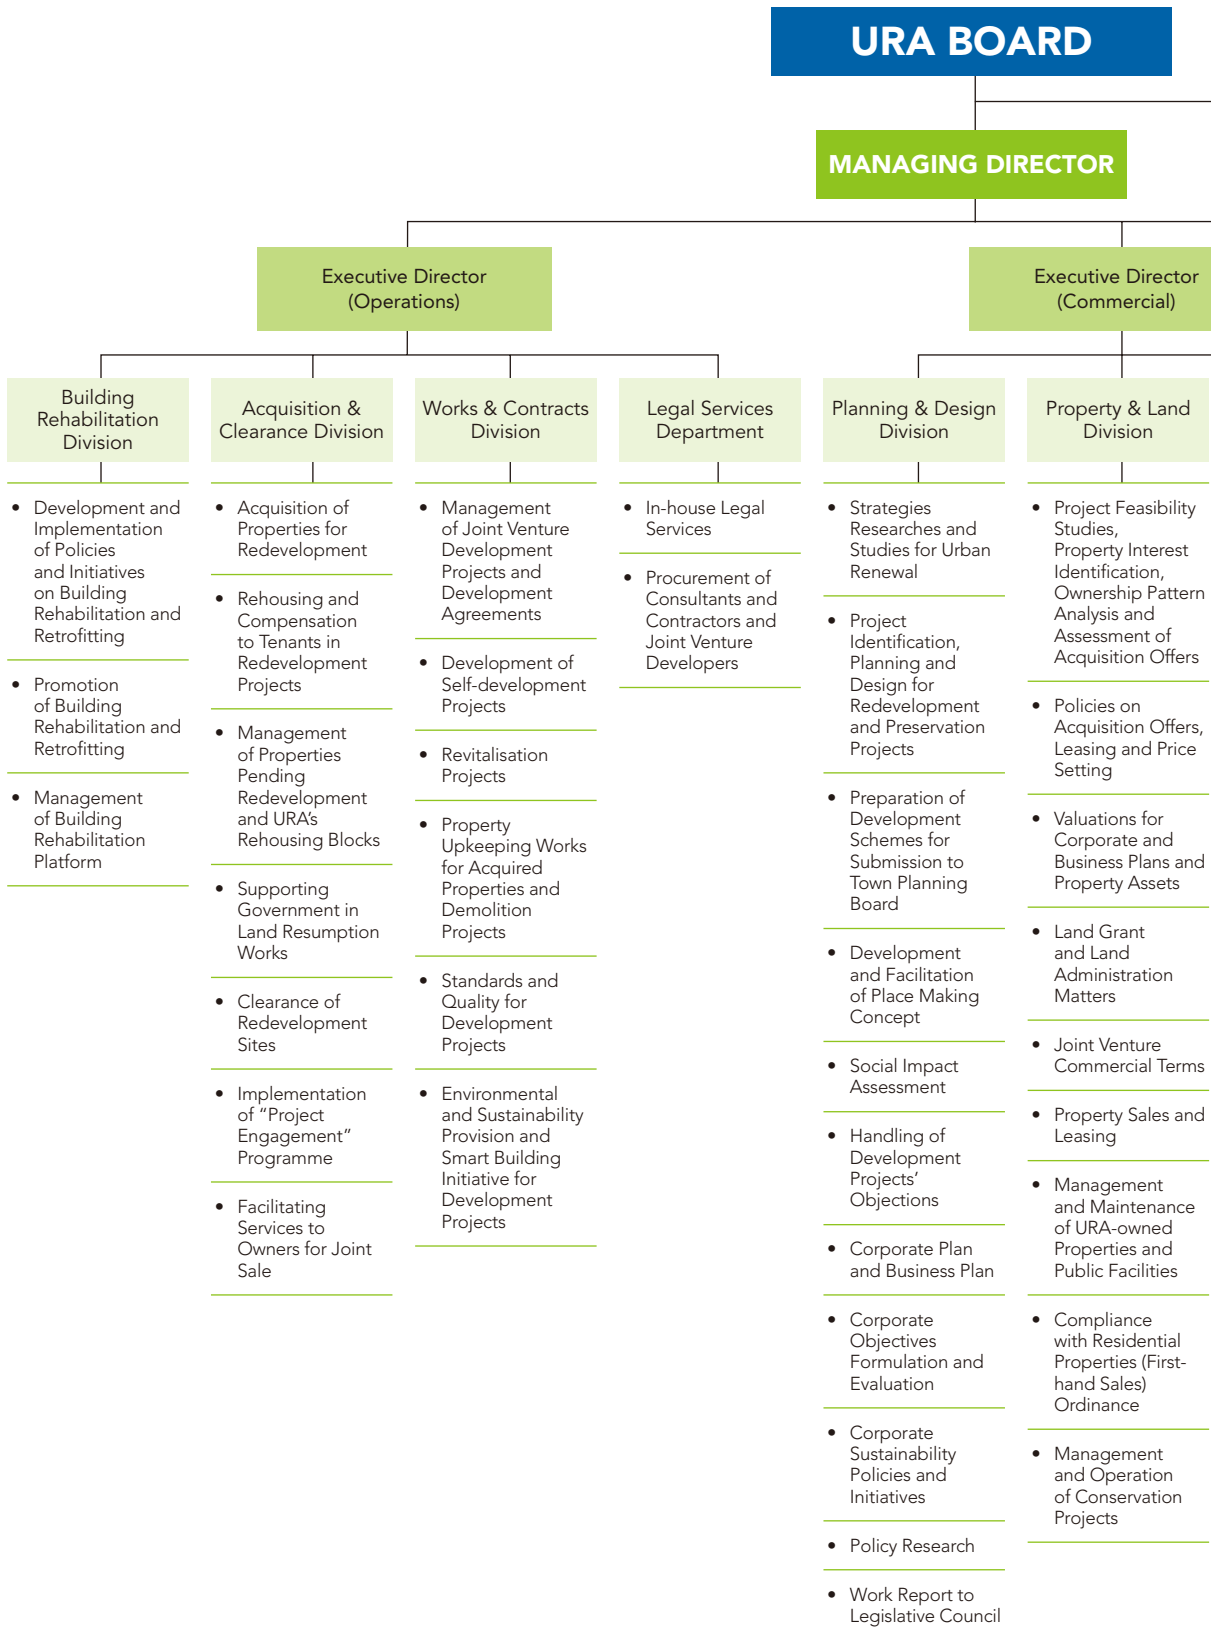 URA BOARD
MANAGING DIRECTOR
Executive Director
(Operations)
Executive Director
(Commercial)
Building
Rehabilitation
Division
Acquisition &
Clearance Division
Works & Contracts
Division
Legal Services
Department
Planning & Design
Division
Property & Land
Division
• Development and
Implementation
of Policies
and Initiatives
on Building
Rehabilitation and
Retrofitting
• Promotion
of Building
Rehabilitation and
Retrofitting
• Management
of Building
Rehabilitation
Platform
• Acquisition of
Properties for
Redevelopment
• Rehousing and
Compensation
to Tenants in
Redevelopment
Projects
• Management
of Properties
Pending
Redevelopment
and URA’s
Rehousing Blocks
• Supporting
Government in
Land Resumption
Works
• Clearance of
Redevelopment
Sites
• Implementation
of “Project
Engagement”
Programme
• Facilitating
Services to
Owners for Joint
Sale
• Management
of Joint Venture
Development
Projects and
Development
Agreements
• Development of
Self-development
Projects
• Revitalisation
Projects
• Property
Upkeeping Works
for Acquired
Properties and
Demolition
Projects
• Standards and
Quality for
Development
Projects
• Environmental
and Sustainability
Provision and
Smart Building
Initiative for
Development
Projects
• In-house Legal
Services
• Procurement of
Consultants and
Contractors and
Joint Venture
Developers
• Strategies
Researches and
Studies for Urban
Renewal
• Project
Identification,
Planning and
Design for
Redevelopment
and Preservation
Projects
• Preparation of
Development
Schemes for
Submission to
Town Planning
Board
• Development
and Facilitation
of Place Making
Concept
• Social Impact
Assessment
• Handling of
Development
Projects’
Objections
• Corporate Plan
and Business Plan
• Corporate
Objectives
Formulation and
Evaluation
• Corporate
Sustainability
Policies and
Initiatives
• Policy Research
• Work Report to
Legislative Council
• Project Feasibility
Studies,
Property Interest
Identification,
Ownership Pattern
Analysis and
Assessment of
Acquisition Offers
• Policies on
Acquisition Offers,
Leasing and Price
Setting
• Valuations for
Corporate and
Business Plans and
Property Assets
• Land Grant
and Land
Administration
Matters
• Joint Venture
Commercial Terms
• Property Sales and
Leasing
• Management
and Maintenance
of URA-owned
Properties and
Public Facilities
• Compliance
with Residential
Properties (First-
hand Sales)
Ordinance
• Management
and Operation
of Conservation
Projects